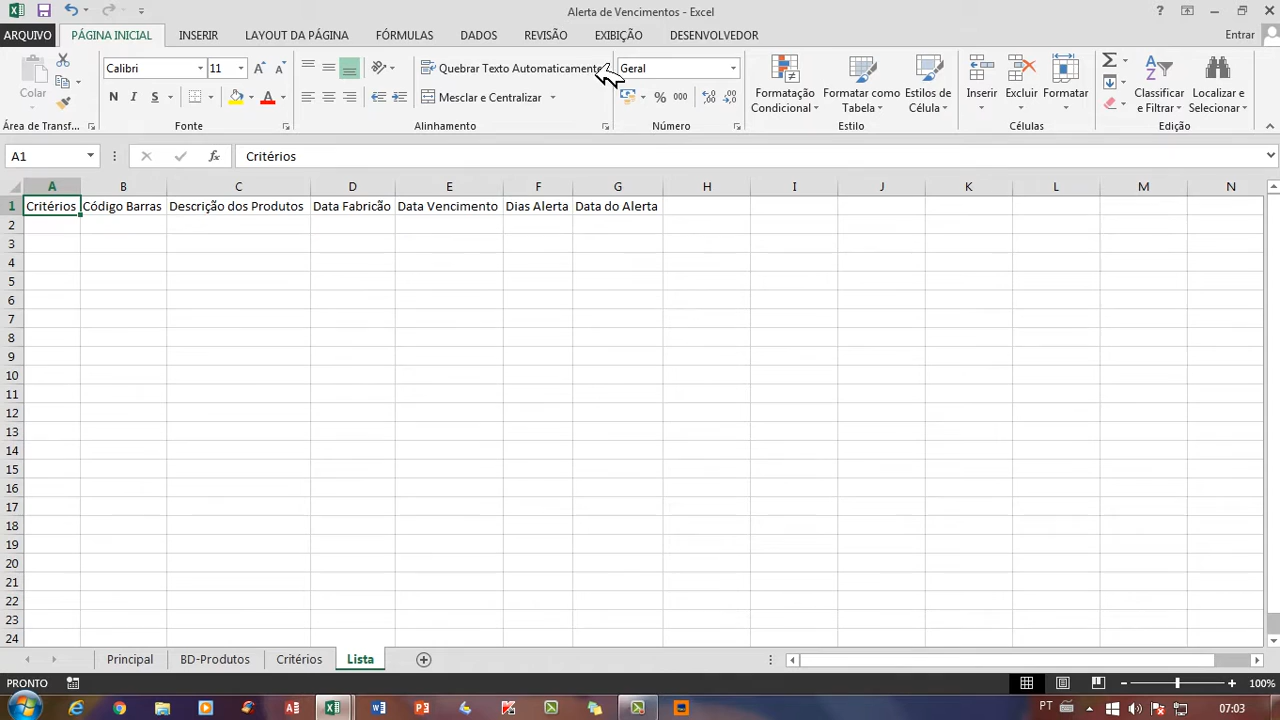 Alerta de Vencimentos - Excel
?
ARQUIVO PÁGINA INICIAL INSERIR LAYOUT DA PÁGINA FÓRMULAS DADOS REVISÃO EXIBIÇÃO DESENVOLVEDOR Entrar
Colar
Calibri 11
N I S
Quebrar Texto Automaticamente
Mesclar e Centralizar
Geral
% 000
Formatação Condicional
Formatar como Tabela
Estilos de Célula
Inserir
Excluir
Formatar
Classificar e Filtrar
Localizar e Selecionar
Área de Transf... Fonte Alinhamento Número Estilo Células Edição
A1 fx Critérios
A B C D E F G H I J K L M N
1 Critérios Código Barras Descrição dos Produtos Data Fabricão Data Vencimento Dias Alerta Data do Alerta
2
3
4
5
6
7
8
9
10
11
12
13
14
15
16
17
18
19
20
21
22
23
24
Principal BD-Produtos Critérios Lista
PRONTO 100%
PT 07:03